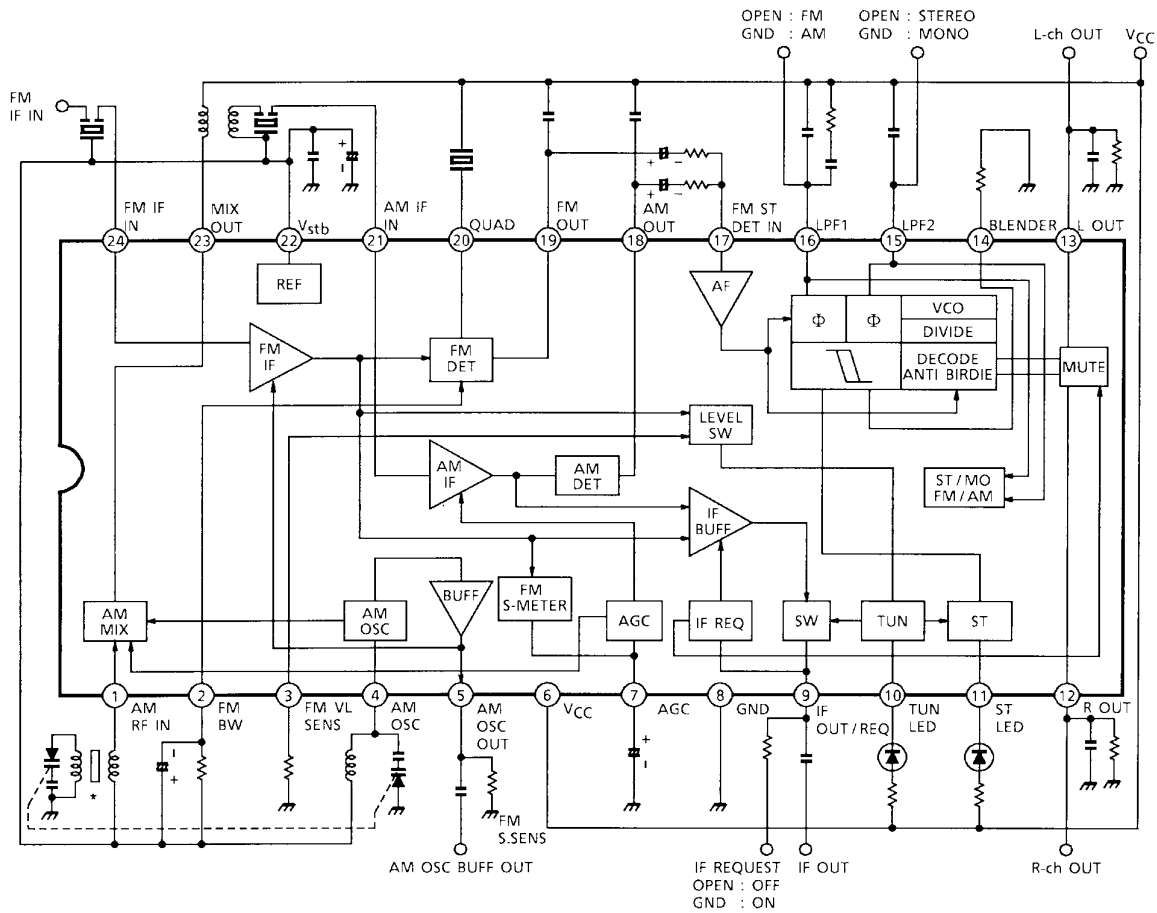 OPEN : FM
GND : AM
OPEN : STEREO
GND : MONO
L-ch OUT
VCC
FM
IF IN
+
-
+ -
+ -
FM IF
IN
MIX
OUT
Vstb
AM IF
IN
QUAD
FM
OUT
AM
OUT
FM ST
DET IN
LPF1
LPF2
BLENDER
L OUT
24
23
22
21
20
19
18
17
16
15
14
13
REF
AF
Φ
Φ
VCO
DIVIDE
DECODE
ANTI BIRDIE
MUTE
FM
IF
FM
DET
LEVEL
SW
AM
IF
AM
DET
IF
BUFF
ST / MO
FM / AM
AM
MIX
AM
OSC
BUFF
FM
S-METER
AGC
IF REQ
SW
TUN
ST
1
2
3
4
5
6
7
8
9
10
11
12
AM
RF IN
FM
BW
FM VL
SENS
AM
OSC
AM
OSC
OUT
VCC
AGC
GND
IF
OUT / REQ
TUN
LED
ST
LED
R OUT
*
-
+
+
-
FM
S.SENS
AM OSC BUFF OUT
IF REQUEST
OPEN : OFF
GND : ON
IF OUT
R-ch OUT